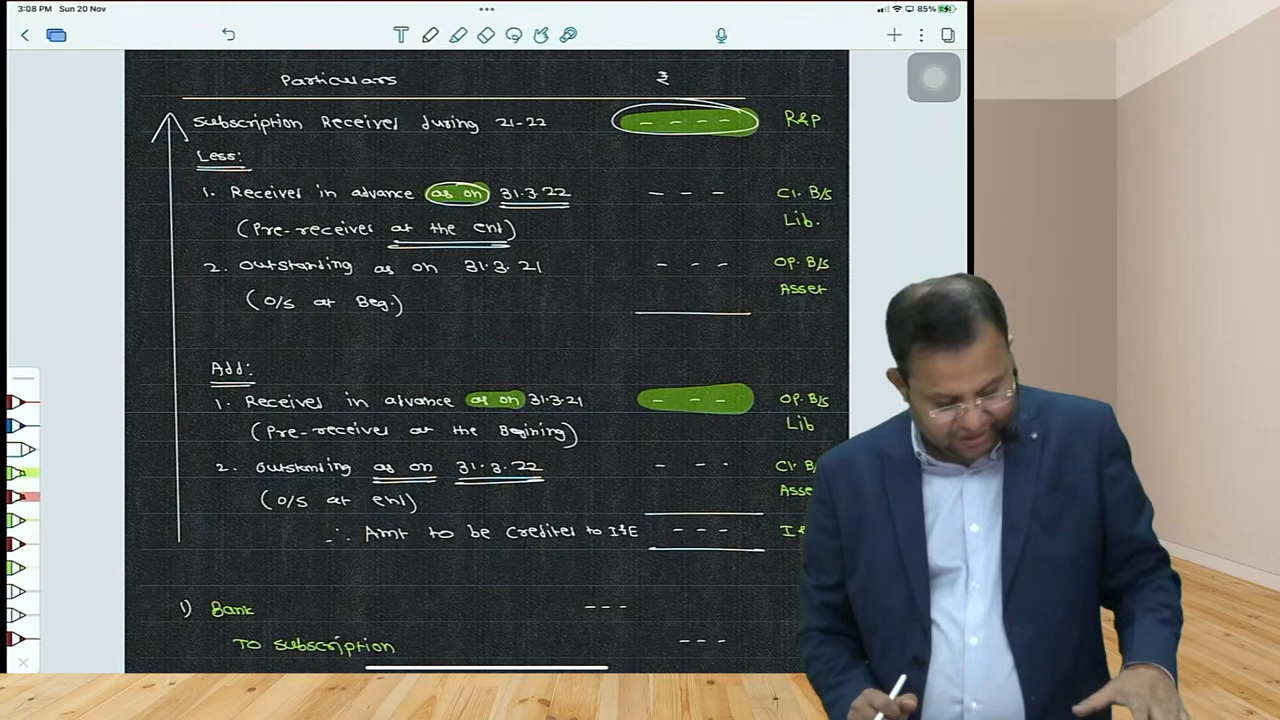 3:08 PM Sun 20 Nov
85%
Particulars ₹
Subscription Received during 21-22 - - - - R&P
Less:
1. Received in advance as on 31.3.22 - - - Cl. B/S
(Pre-received at the end) Lib.
2. Outstanding as on 31.3.21 - - - OP. B/S
(O/S at Beg.) Asset
Add:
1. Received in advance as on 31.3.21 - - - OP. B/S
(Pre-received at the Begining) Lib
2. Outstanding as on 31.3.22 - - - Cl. B/
(O/S at end) Asse
∴ Amt to be Credited to I&E - - - I&
1) Bank - - -
To Subscription - - -